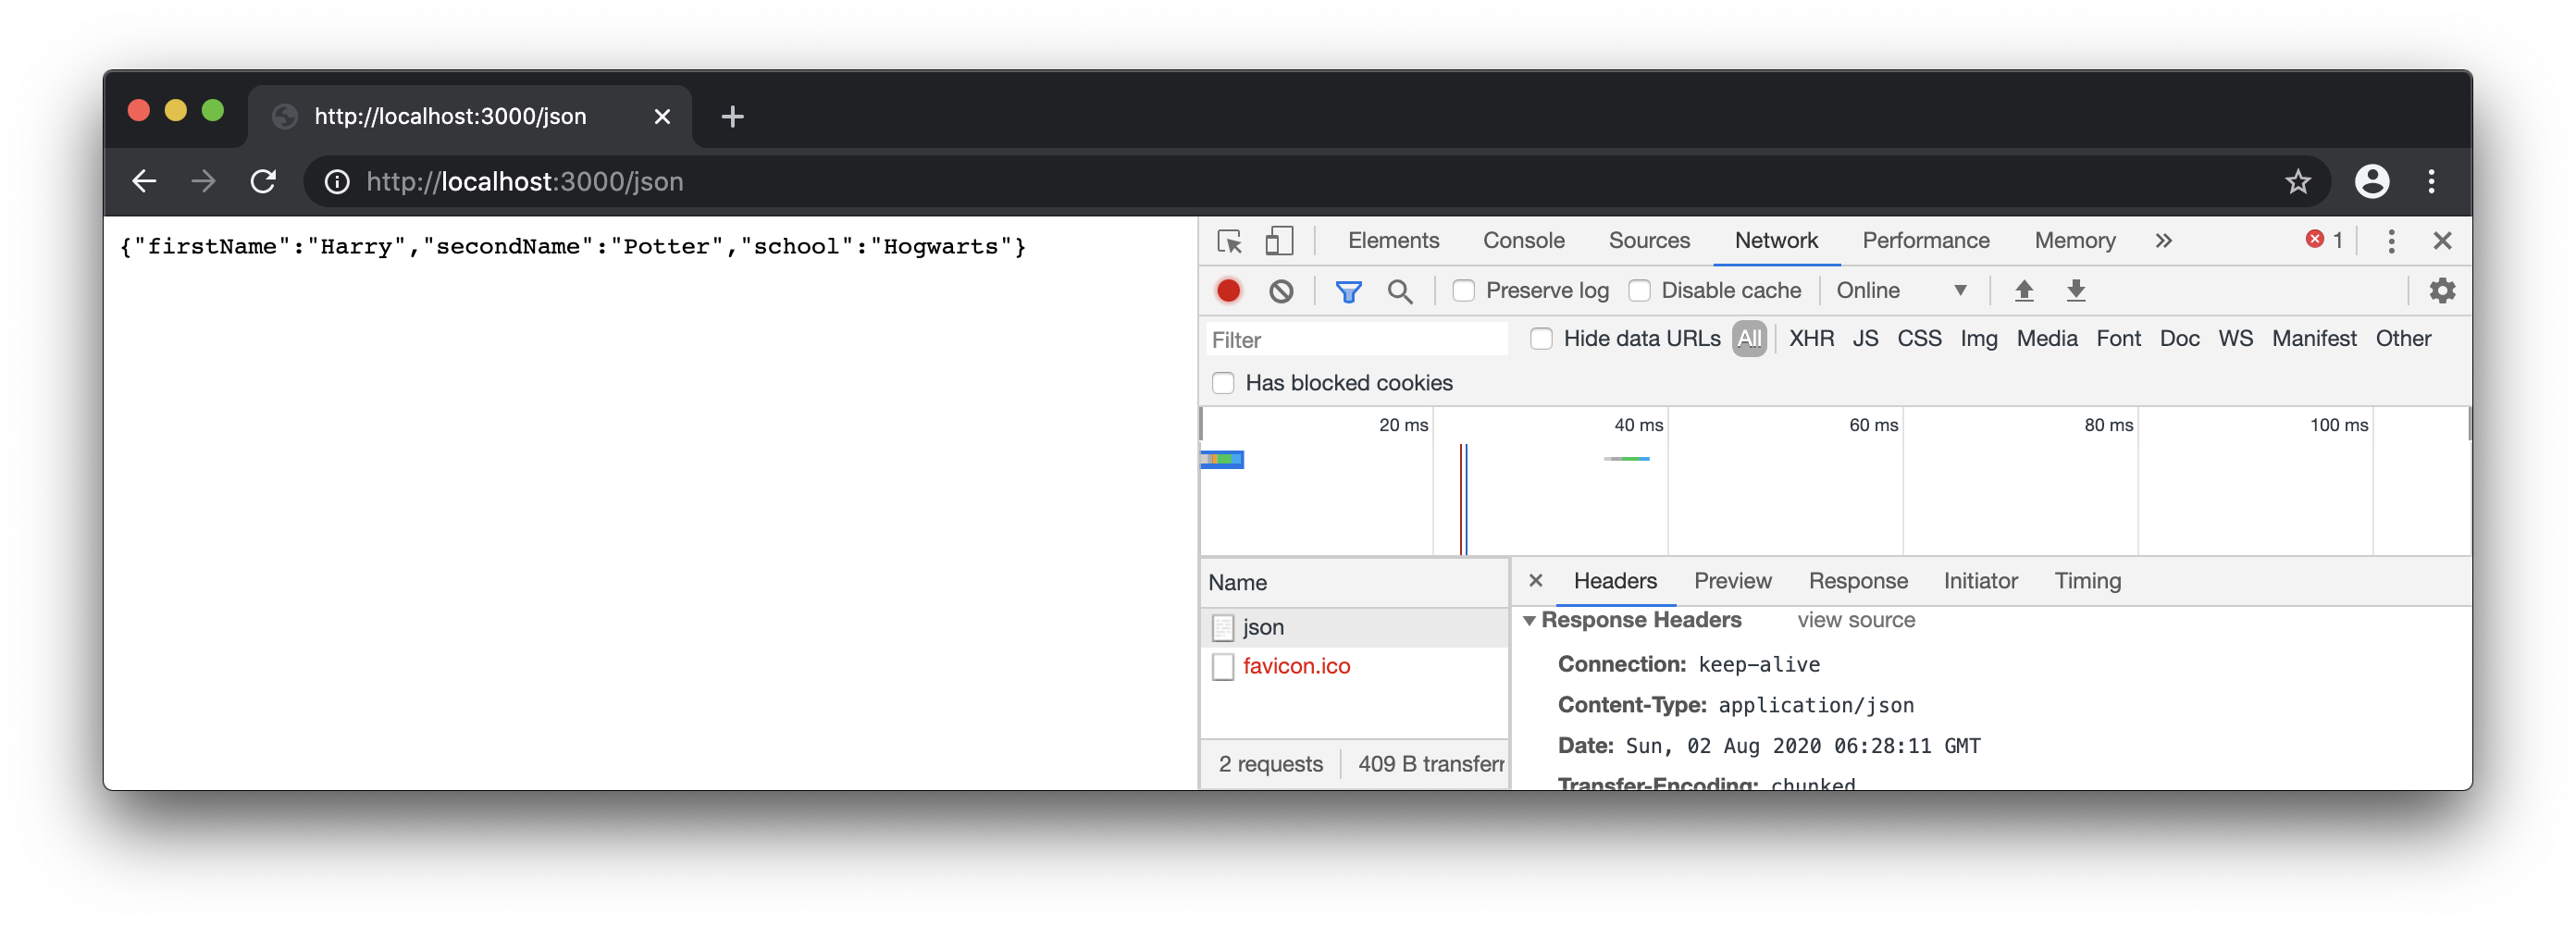 http://localhost:3000/json
http://localhost:3000/json
{"firstName":"Harry","secondName":"Potter","school":"Hogwarts"}
Elements Console Sources Network Performance Memory 1
Preserve log Disable cache Online
Filter Hide data URLs All XHR JS CSS Img Media Font Doc WS Manifest Other
Has blocked cookies
20 ms 40 ms 60 ms 80 ms 100 ms
Name
json
favicon.ico
2 requests 409 B transferr
Headers Preview Response Initiator Timing
Response Headers view source
Connection: keep-alive
Content-Type: application/json
Date: Sun, 02 Aug 2020 06:28:11 GMT
Transfer-Encoding: chunked